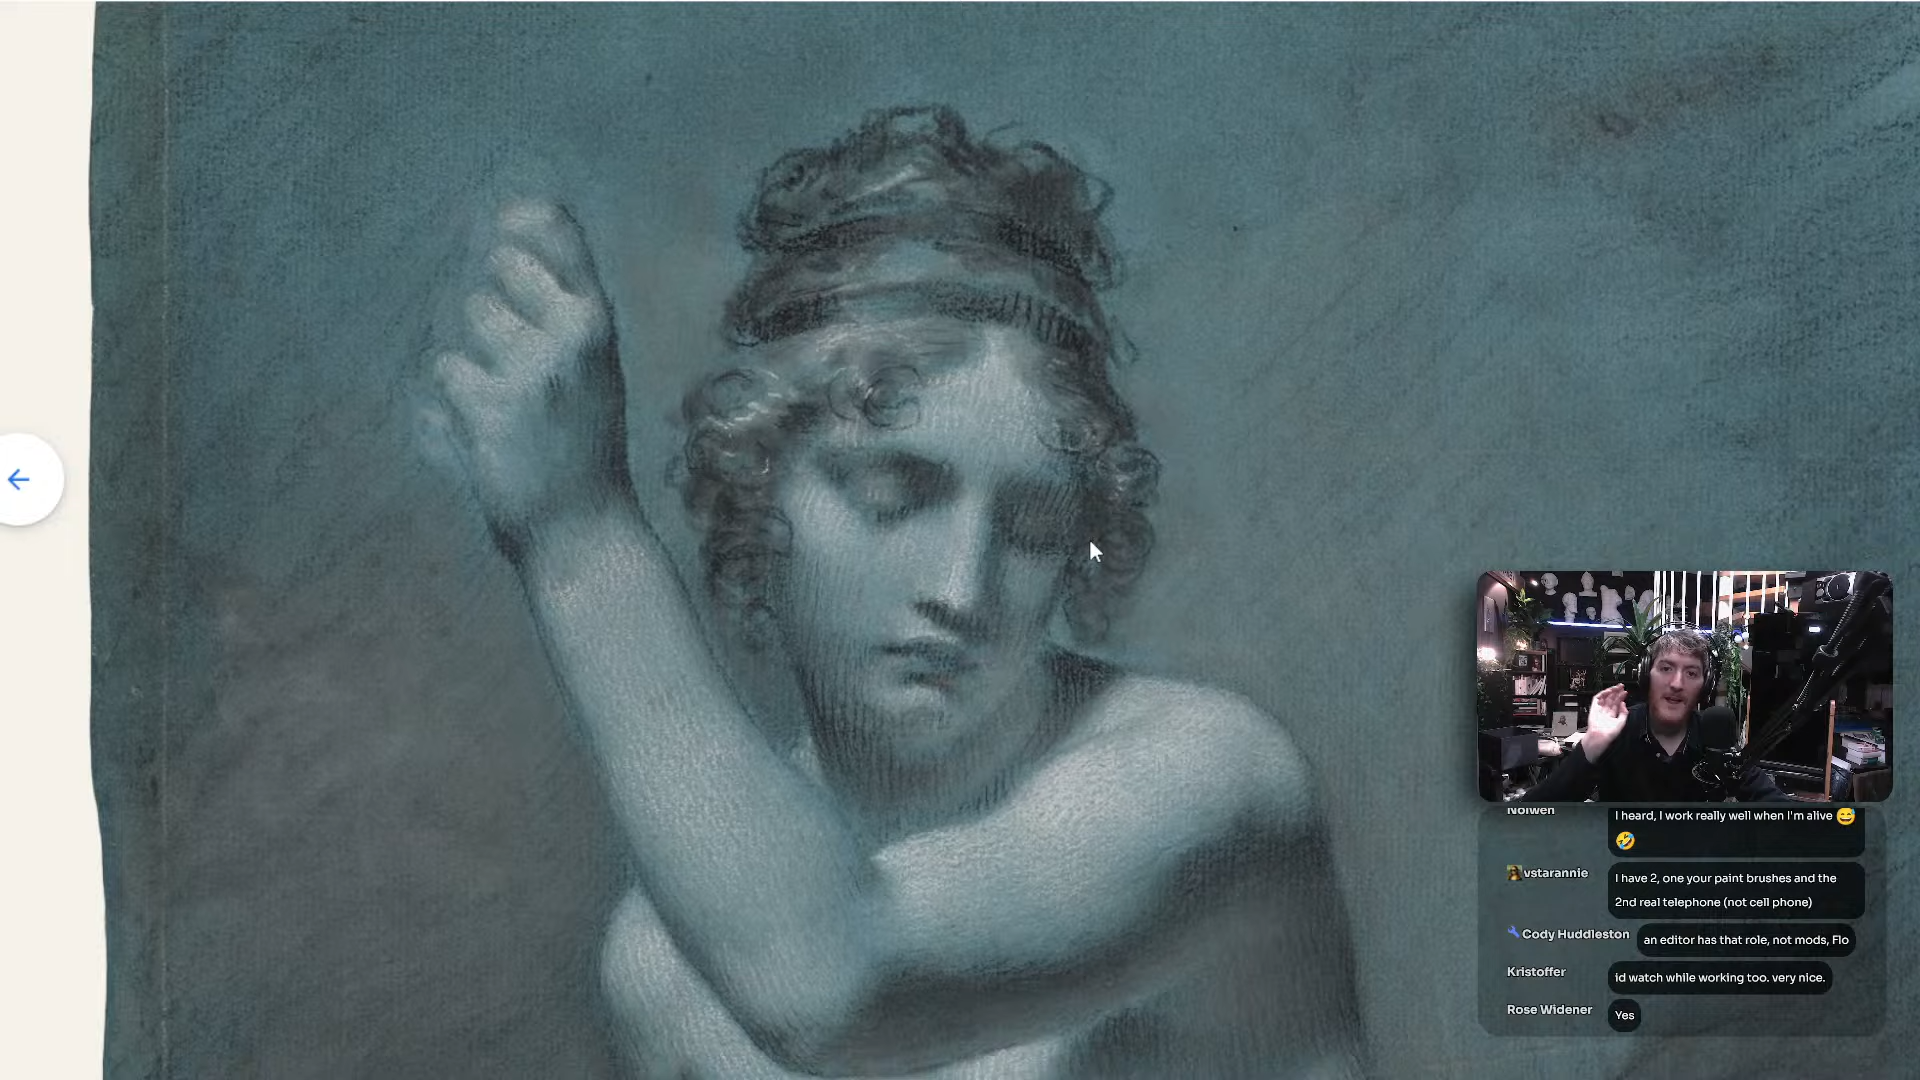 Nolwen
I heard, I work really well when I'm alive 😅
🤣
vstarannie
I have 2, one your paint brushes and the
2nd real telephone (not cell phone)
Cody Huddleston
an editor has that role, not mods, Flo
Kristoffer
id watch while working too. very nice.
Rose Widener
Yes